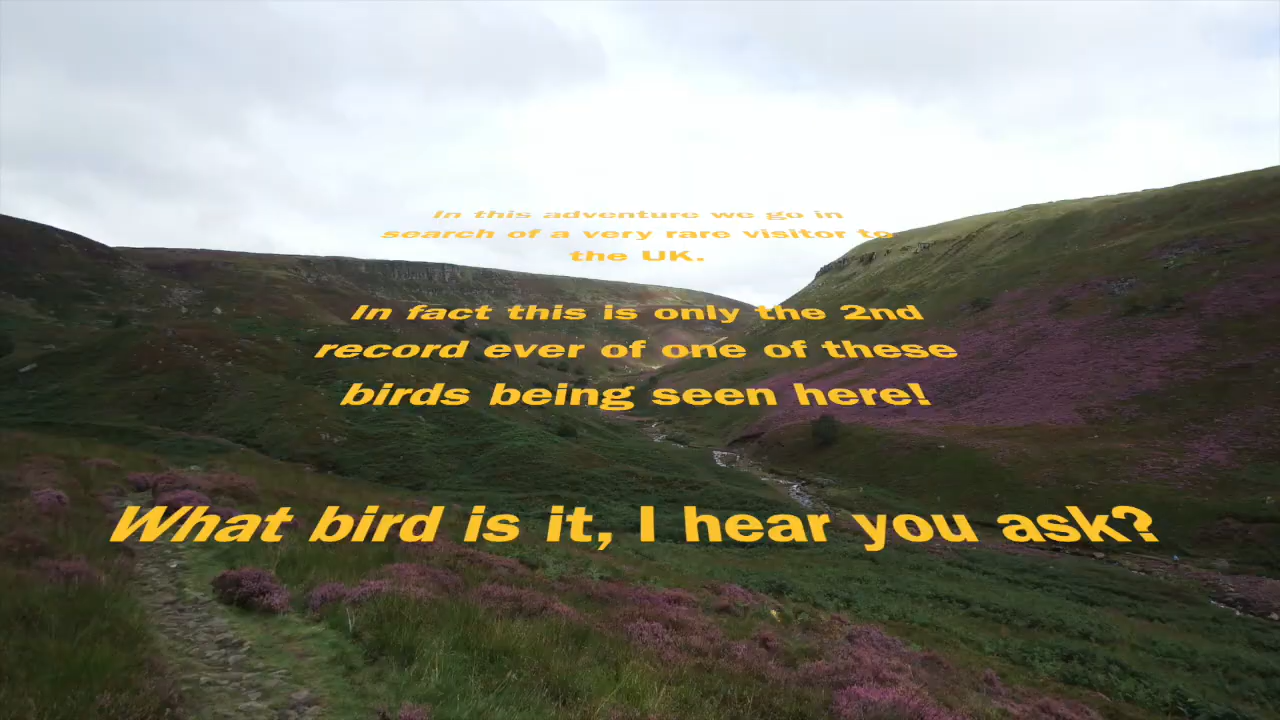 In this adventure we go in
search of a very rare visitor to
the UK.
In fact this is only the 2nd
record ever of one of these
birds being seen here!
What bird is it, I hear you ask?